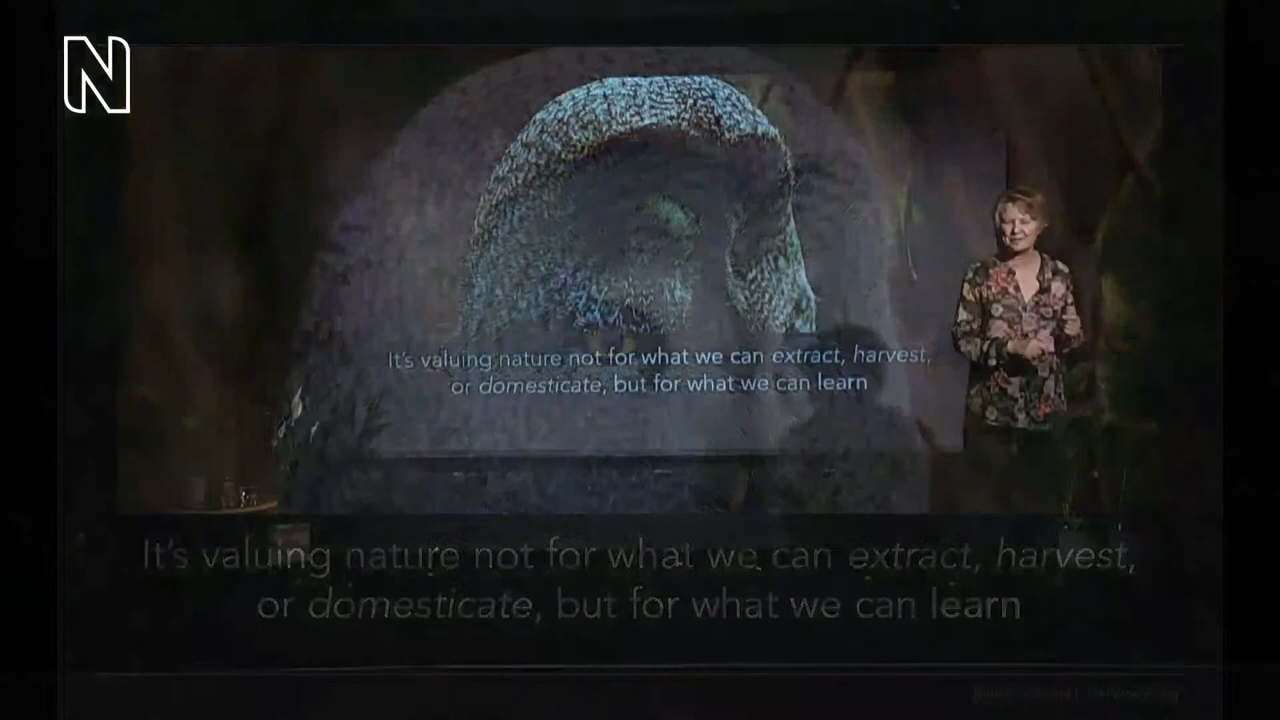 N
It's valuing nature not for what we can extract, harvest,
or domesticate, but for what we can learn
It's valuing nature not for what we can extract, harvest,
or domesticate, but for what we can learn